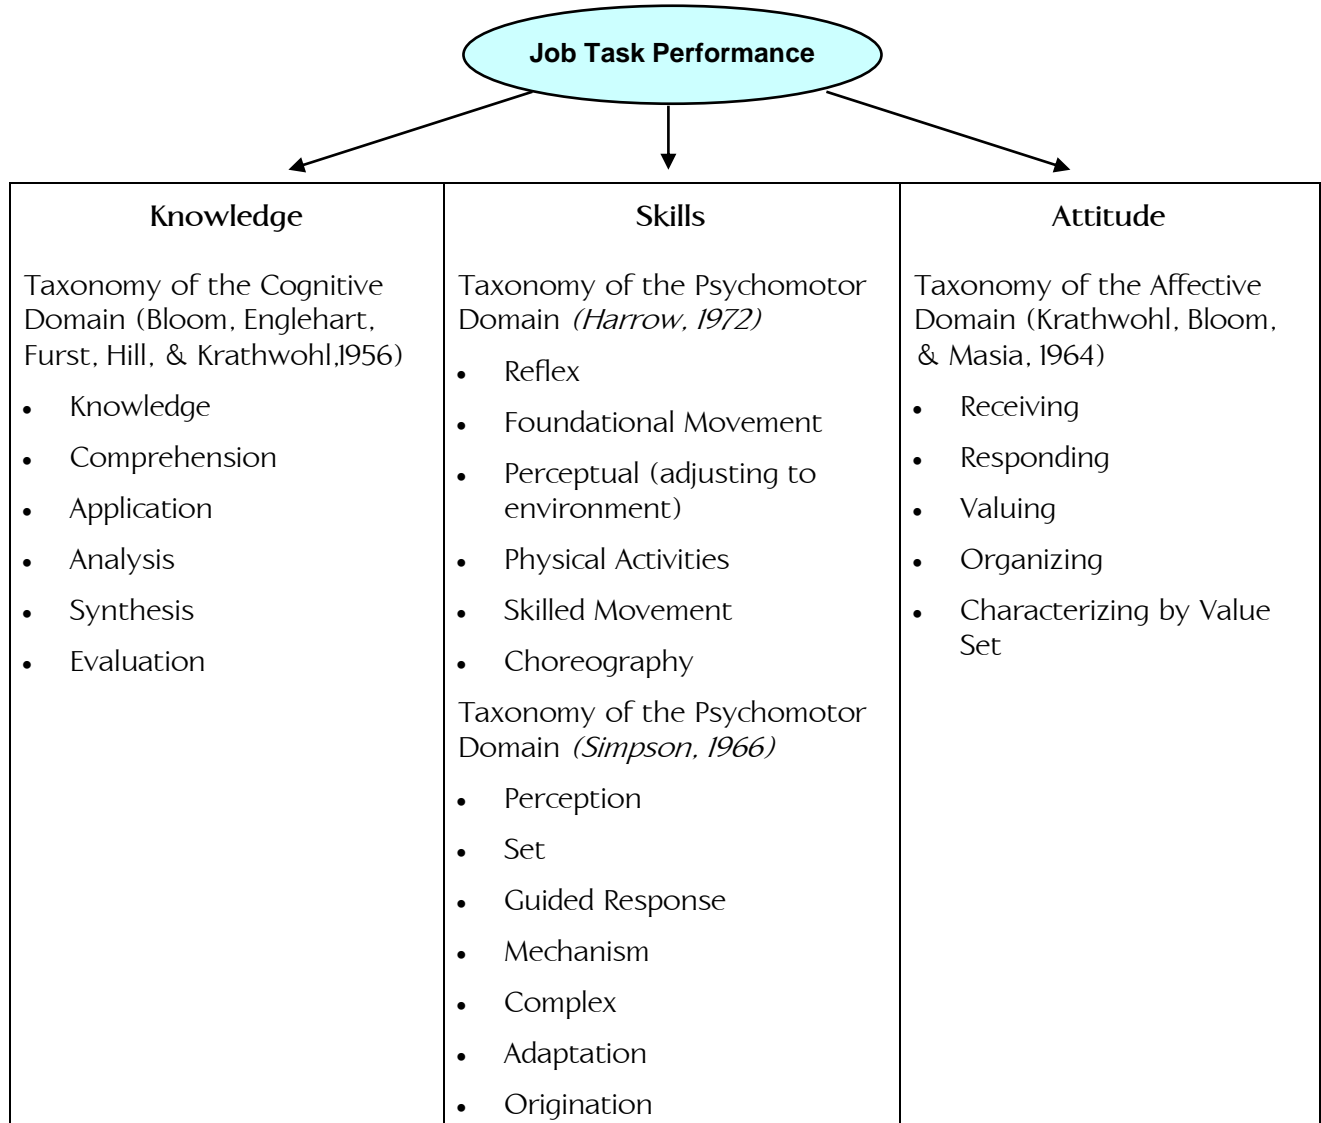 Job Task Performance
Knowledge
Taxonomy of the Cognitive
Domain (Bloom, Englehart,
Furst, Hill, & Krathwohl,1956)
• Knowledge
• Comprehension
• Application
• Analysis
• Synthesis
• Evaluation
Skills
Taxonomy of the Psychomotor
Domain (Harrow, 1972)
• Reflex
• Foundational Movement
• Perceptual (adjusting to
environment)
• Physical Activities
• Skilled Movement
• Choreography
Taxonomy of the Psychomotor
Domain (Simpson, 1966)
• Perception
• Set
• Guided Response
• Mechanism
• Complex
• Adaptation
• Origination
Attitude
Taxonomy of the Affective
Domain (Krathwohl, Bloom,
& Masia, 1964)
• Receiving
• Responding
• Valuing
• Organizing
• Characterizing by Value
Set